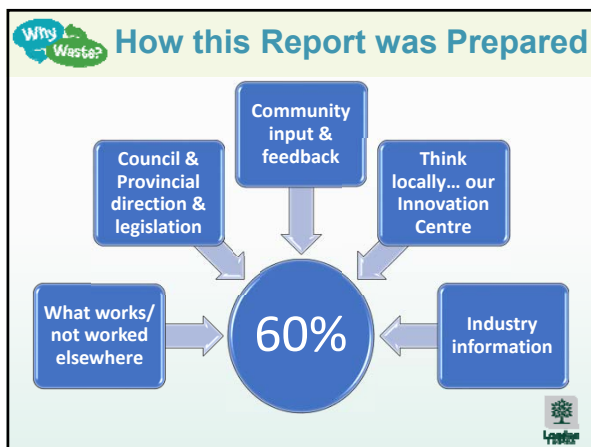 Why
Waste?
How this Report was Prepared
Community
input &
feedback
Council &
Provincial
direction &
legislation
Think
locally... our
Innovation
Centre
What works/
not worked
elsewhere
60%
Industry
information
London